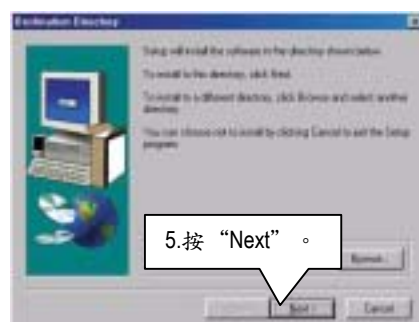 Destination Directory
Setup will install the software in the directory shown below.
To install to this directory, click Next.
To install to a different directory, click Browse and select another
directory.
You can choose not to install by clicking Cancel to exit the Setup
program.
5.按“Next”。
Browse...
Next >
Cancel